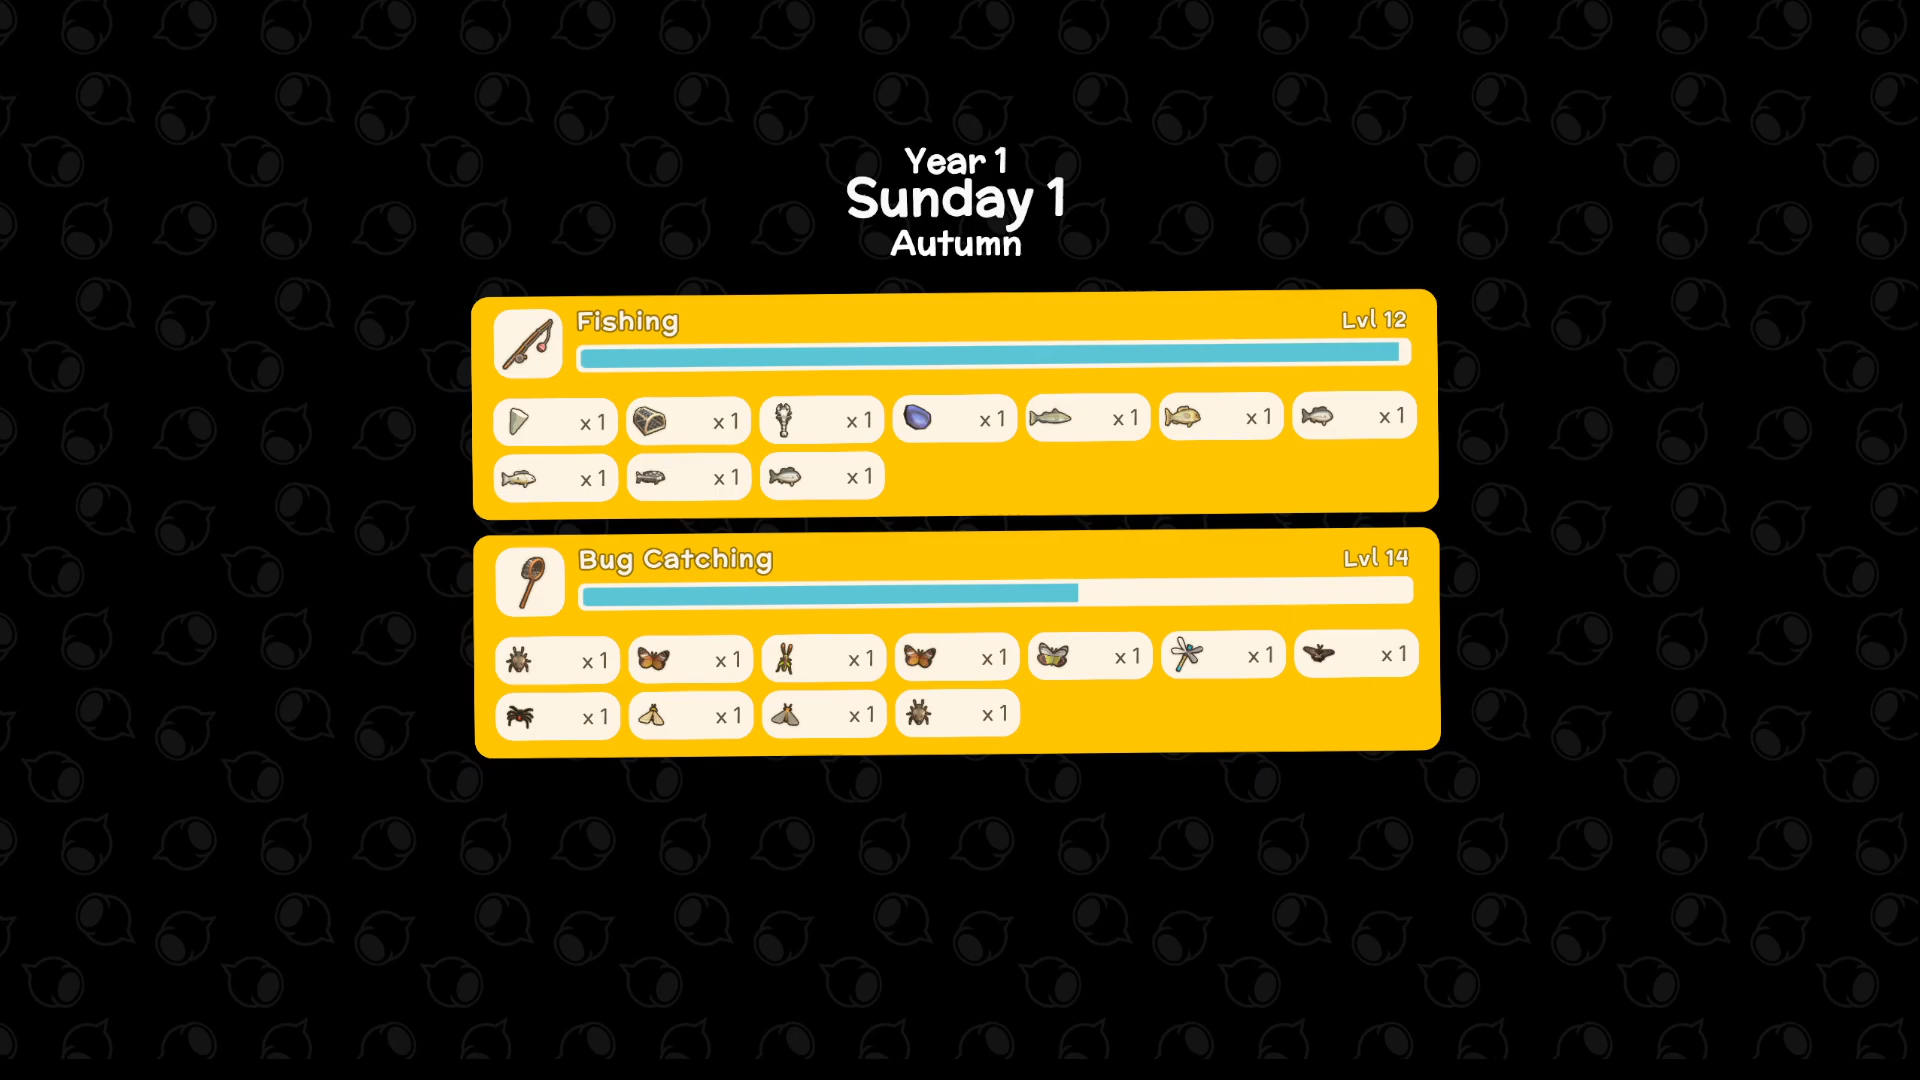 Year 1
Sunday 1
Autumn
Fishing
Lvl 12
x 1 x 1 x 1 x 1 x 1 x 1 x 1
x 1 x 1 x 1
Bug Catching
Lvl 14
x 1 x 1 x 1 x 1 x 1 x 1 x 1
x 1 x 1 x 1 x 1